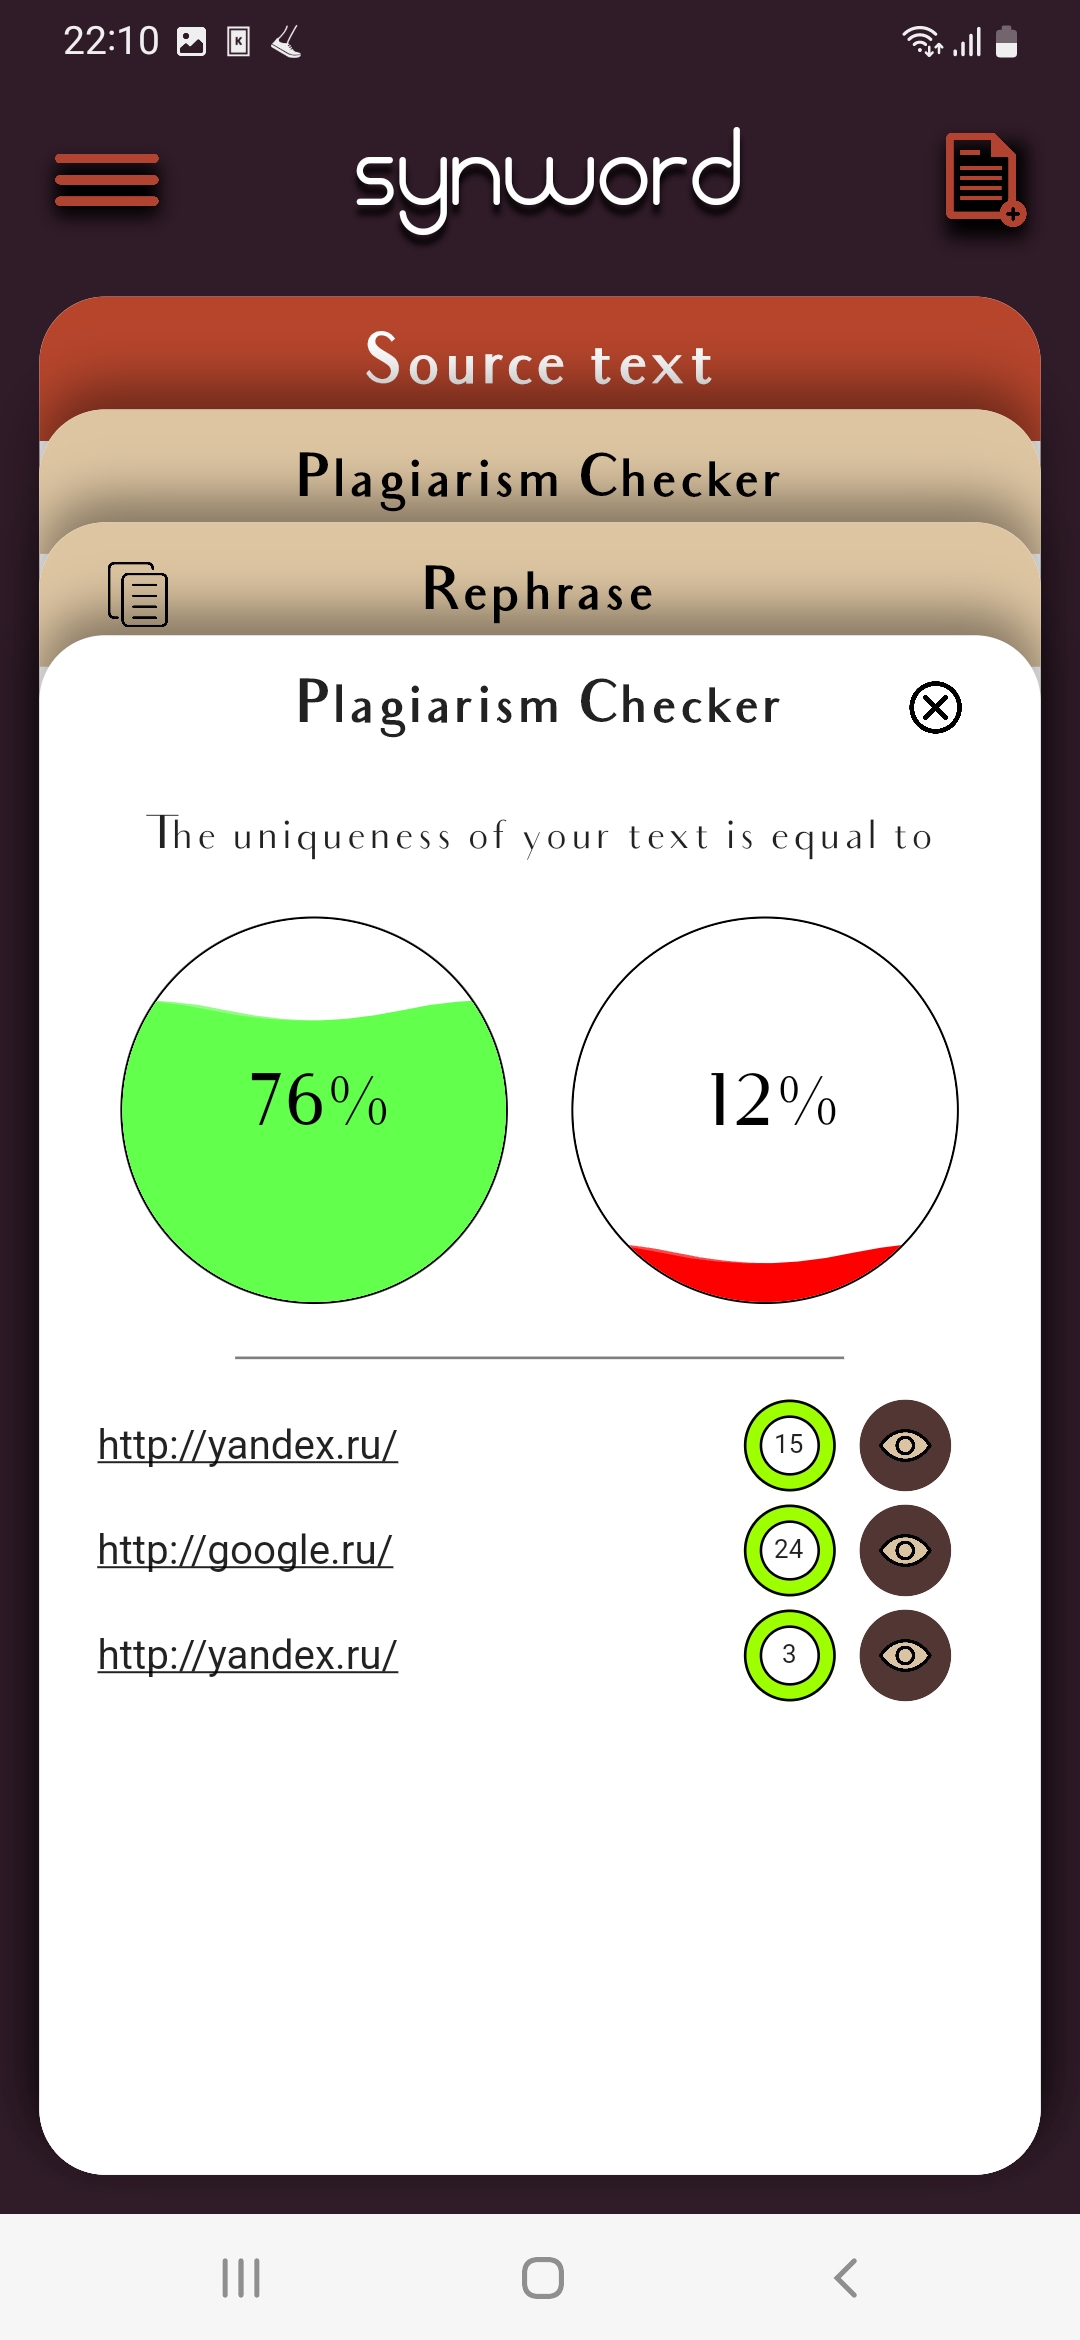 22:10
synword
Source text
Plagiarism Checker
Rephrase
Plagiarism Checker
The uniqueness of your text is equal to
76% 12%
http://yandex.ru/ 15
http://google.ru/ 24
http://yandex.ru/ 3